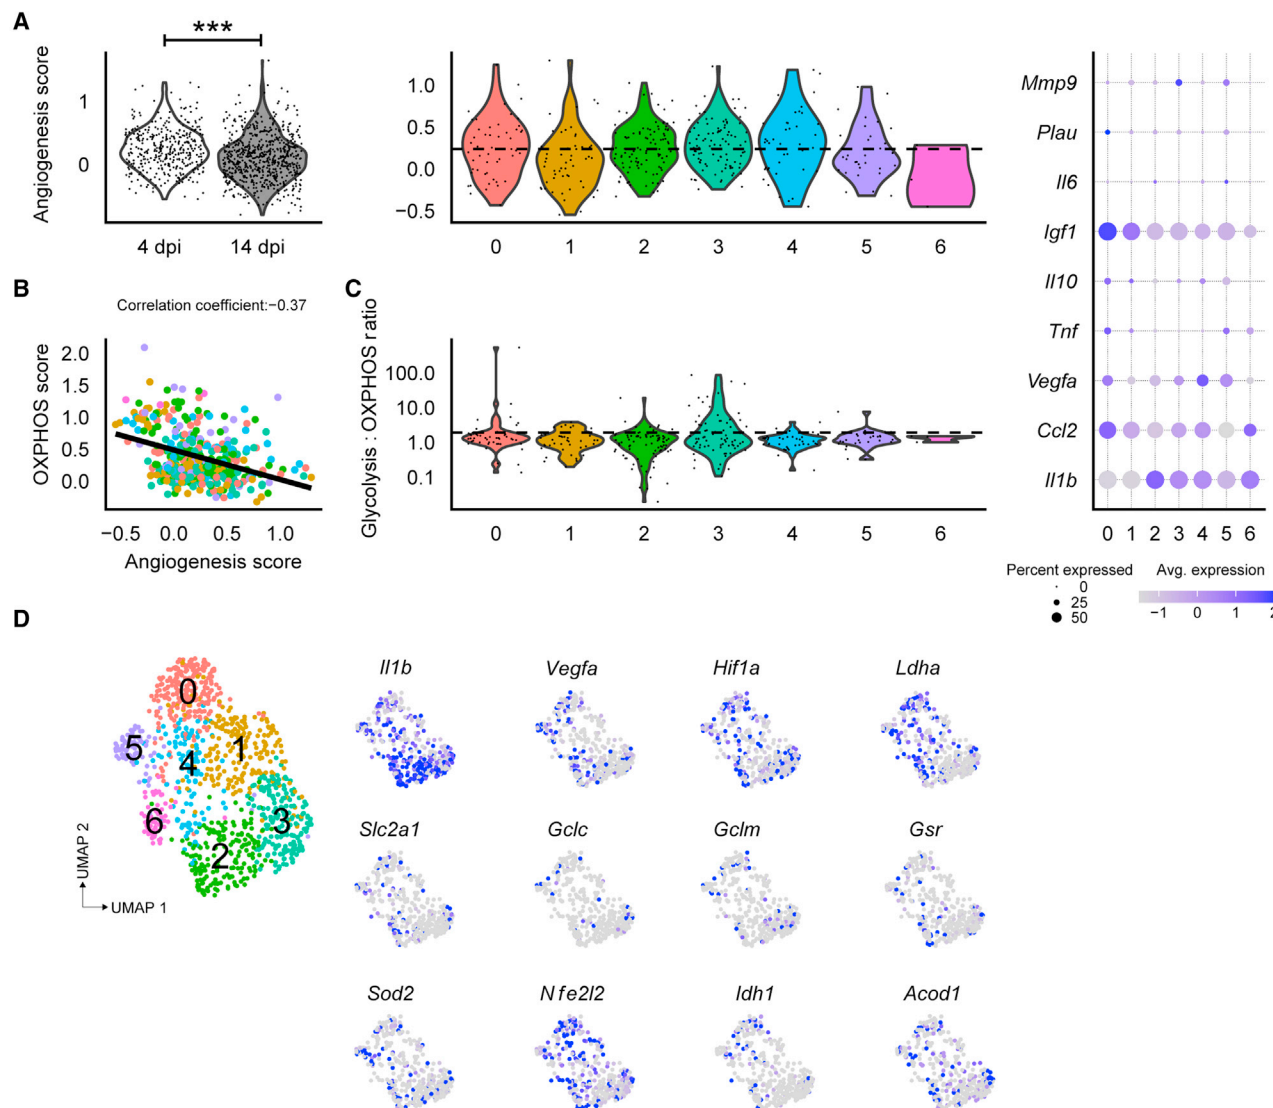 A
***
Angiogenesis score
1
0
4 dpi
14 dpi
1.0
0.5
0.0
−0.5
0
1
2
3
4
5
6
Mmp9
Plau
Il6
Igf1
Il10
Tnf
Vegfa
Ccl2
Il1b
0
1
2
3
4
5
6
Percent expressed
0
25
50
Avg. expression
−1
0
1
2
B
Correlation coefficient:−0.37
OXPHOS score
2.0
1.5
1.0
0.5
0.0
−0.5
0.0
0.5
1.0
Angiogenesis score
C
Glycolysis : OXPHOS ratio
100.0
10.0
1.0
0.1
0
1
2
3
4
5
6
D
0
5
4
1
6
3
2
UMAP 2
UMAP 1
Il1b
Vegfa
Hif1a
Ldha
Slc2a1
Gclc
Gclm
Gsr
Sod2
Nfe2l2
Idh1
Acod1